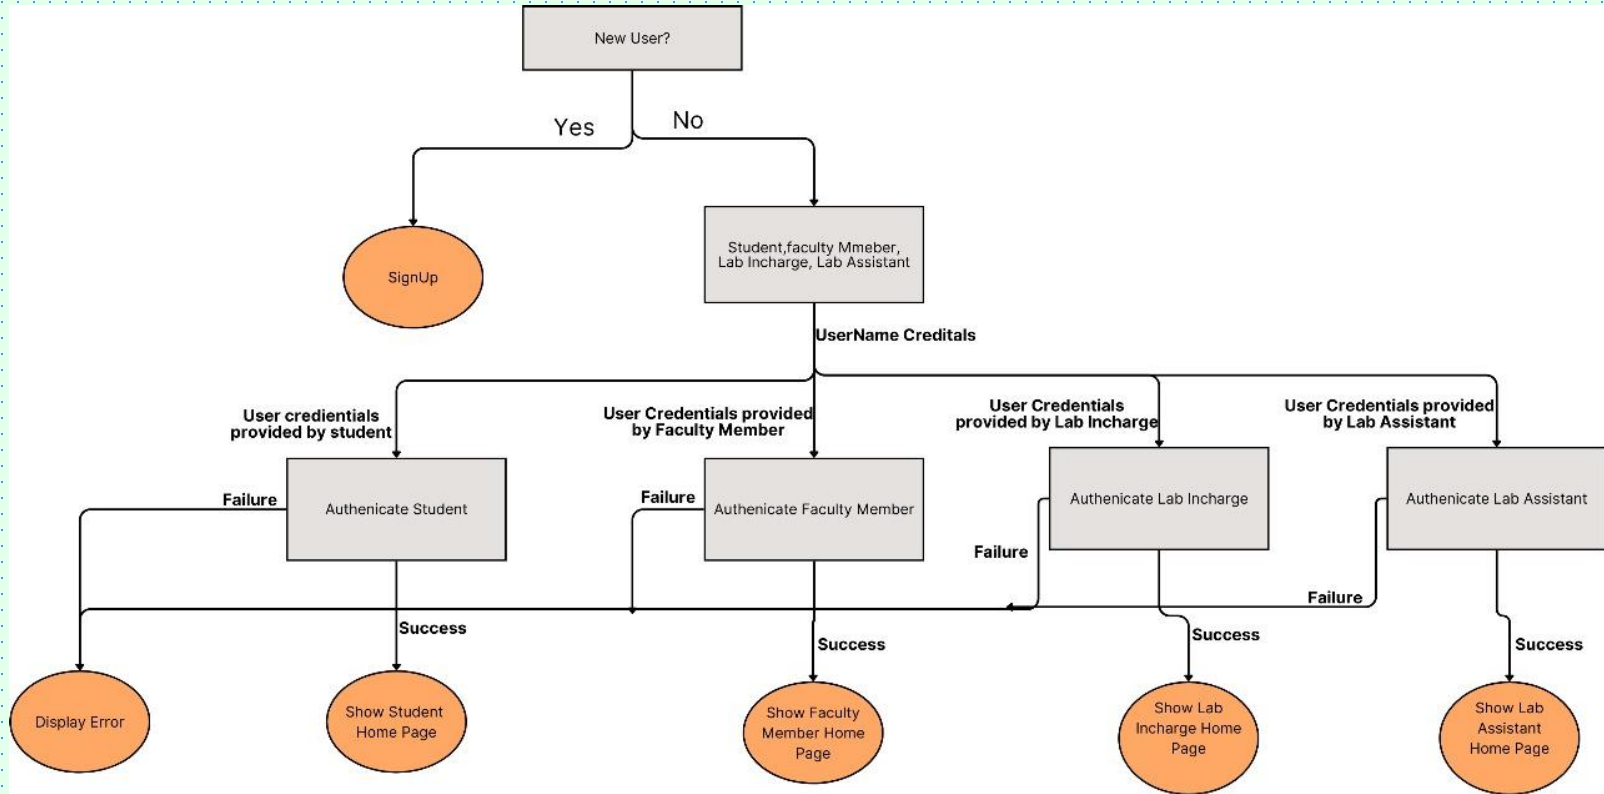 New User?
Yes
No
SignUp
Student,faculty Mmeber,
Lab Incharge, Lab Assistant
UserName Creditals
User credientials
provided by student
User Credentials provided
by Faculty Member
User Credentials
provided by Lab Incharge
User Credentials provided
by Lab Assistant
Failure
Authenicate Student
Failure
Authenicate Faculty Member
Authenicate Lab Incharge
Authenicate Lab Assistant
Failure
Failure
Success
Success
Success
Success
Display Error
Show Student
Home Page
Show Faculty
Member Home
Page
Show Lab
Incharge Home
Page
Show Lab
Assistant
Home Page